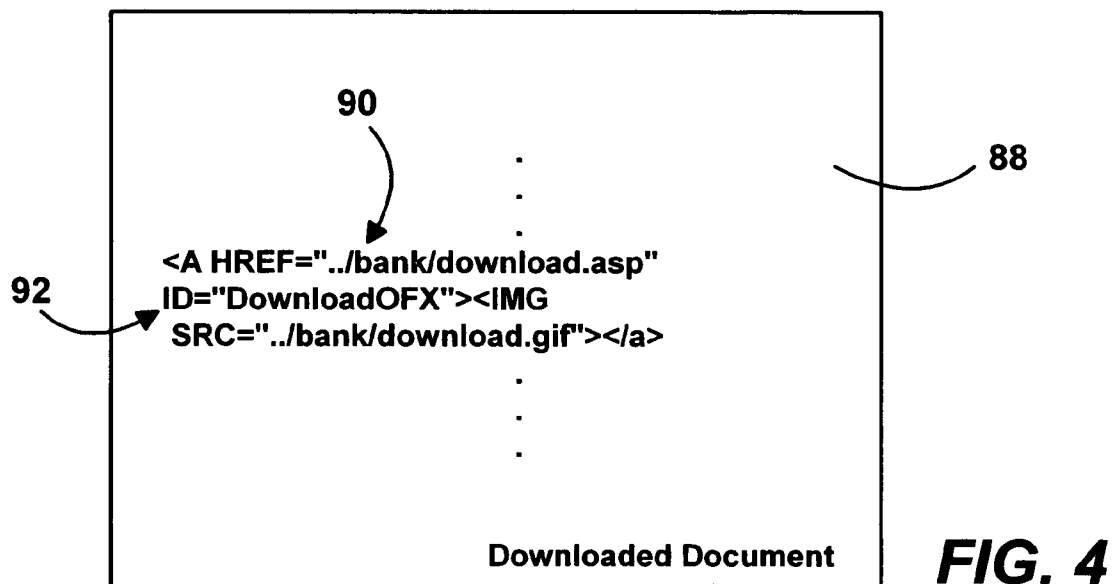 90
88
<A HREF="../bank/download.asp"
92
ID="DownloadOFX"><IMG
SRC="../bank/download.gif"></a>
Downloaded Document
FIG. 4